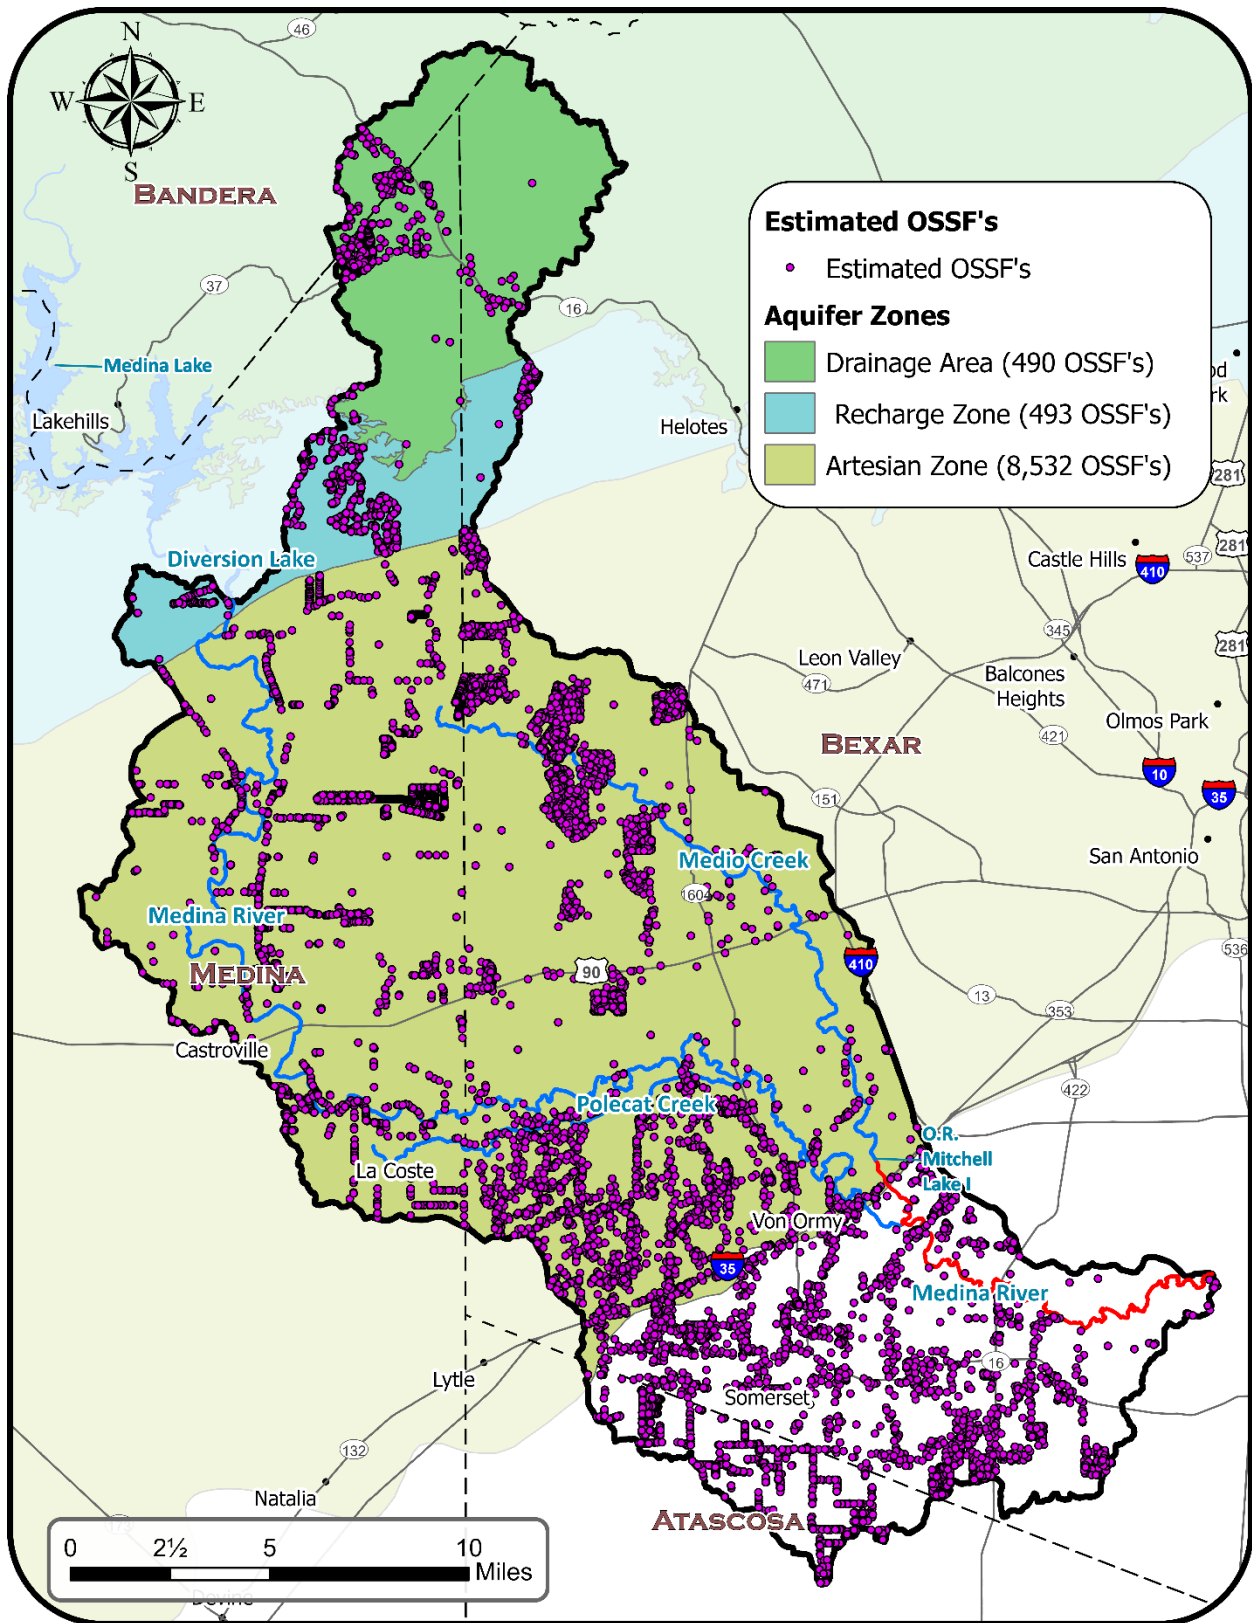 N
W
E
S
46
BANDERA
37
16
Medina Lake
Lakehills
Helotes
Estimated OSSF's
Estimated OSSF's
Aquifer Zones
Drainage Area (490 OSSF's)
Recharge Zone (493 OSSF's)
Artesian Zone (8,532 OSSF's)
281
281
281
Castle Hills
537
410
Diversion Lake
345
Leon Valley
471
Balcones
Heights
Olmos Park
421
BEXAR
10
35
151
San Antonio
Medio Creek
1604
Medina River
MEDINA
90
410
536
13
353
Castroville
422
Polecat Creek
O.R.
Mitchell
Lake I
La Coste
Von Ormy
35
Medina River
16
Lytle
Somerset
132
Natalia
ATASCOSA
173
0
2½
5
10
Miles
Devine